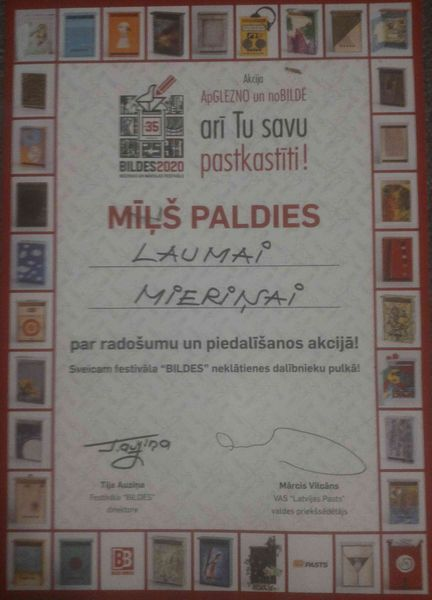 Akcija
ApGLEZNO un noBILDĒ
arī Tu savu
pastkastīti!
35
BILDES2020
MĪĻŠ PALDIES
LAUMAI
MIERIŅAI
par radošumu un piedalīšanos akcijā!
Sveicam festivāla "BILDES" neklātienes dalībnieku pulkā!
Tija Auziņa
Festivāla "BILDES"
direktore
Mārcis Vilcāns
VAS "Latvijas Pasts"
valdes priekšsēdētājs
PASTS